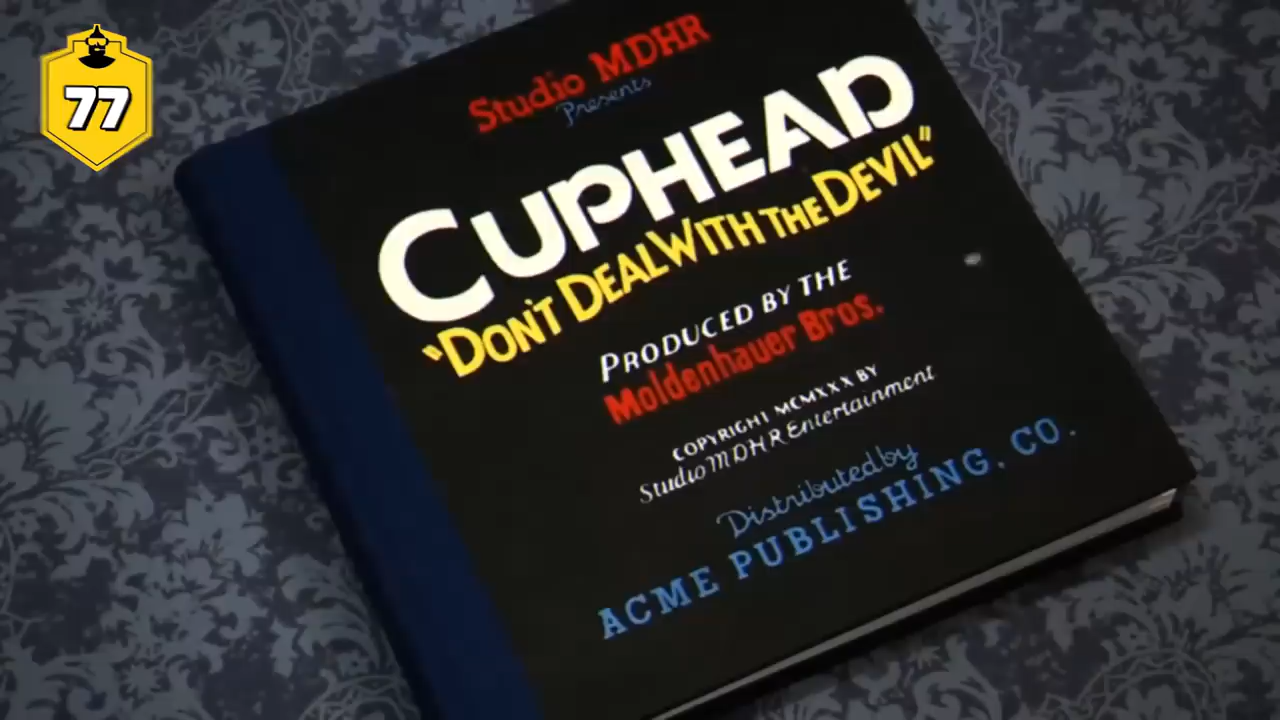 77
Studio MDHR
Presents
CUPHEAD
"DON'T DEAL WITH THE DEVIL"
PRODUCED BY THE
Moldenhauer Bros.
COPYRIGHT MCMXXX BY
Studio MDHR Entertainment
Distributed by
ACME PUBLISHING. CO.